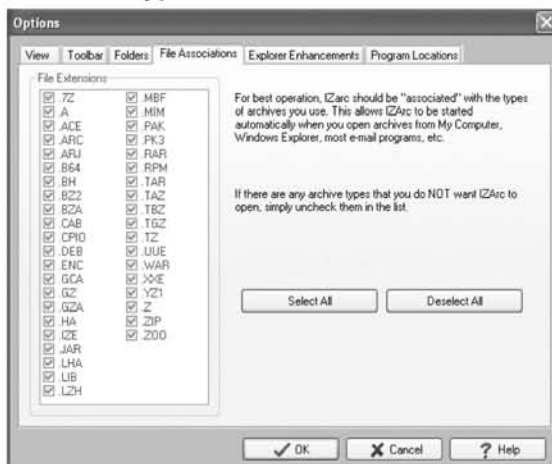 Options
View Toolbar Folders File Associations Explorer Enhancements Program Locations
File Extensions
.7Z
.A
.ACE
.ARC
.ARJ
.B64
.BH
.BZ2
.BZA
.CAB
.CPIO
.DEB
.ENC
.GCA
.GZ
.GZA
.HA
.IZE
.JAR
.LHA
.LIB
.LZH
.MBF
.MIM
.PAK
.PK3
.RAR
.RPM
.TAR
.TAZ
.TBZ
.TGZ
.TZ
.UUE
.WAR
.XXE
.YZ1
.Z
.ZIP
.ZOO
For best operation, IZarc should be "associated" with the types
of archives you use. This allows IZArc to be started
automatically when you open archives from My Computer,
Windows Explorer, most e-mail programs, etc.
If there are any archive types that you do NOT want IZArc to
open, simply uncheck them in the list.
Select All Deselect All
OK Cancel Help